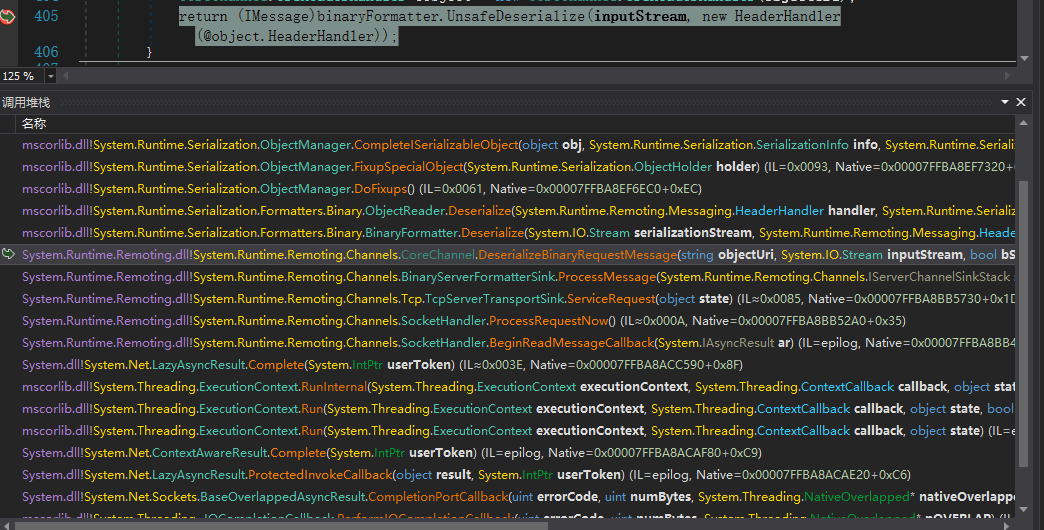 405 return (IMessage)binaryFormatter.UnsafeDeserialize(inputStream, new HeaderHandler
(@object.HeaderHandler));
406 }
125 %
调用堆栈
名称
mscorlib.dll!System.Runtime.Serialization.ObjectManager.CompleteISerializableObject(object obj, System.Runtime.Serialization.SerializationInfo info, System.Runtime.Serializ
mscorlib.dll!System.Runtime.Serialization.ObjectManager.FixupSpecialObject(System.Runtime.Serialization.ObjectHolder holder) (IL=0x0093, Native=0x00007FFBA8EF7320+
mscorlib.dll!System.Runtime.Serialization.ObjectManager.DoFixups() (IL=0x0061, Native=0x00007FFBA8EF6EC0+0xEC)
mscorlib.dll!System.Runtime.Serialization.Formatters.Binary.ObjectReader.Deserialize(System.Runtime.Remoting.Messaging.HeaderHandler handler, System.Runtime.Serializ
mscorlib.dll!System.Runtime.Serialization.Formatters.Binary.BinaryFormatter.Deserialize(System.IO.Stream serializationStream, System.Runtime.Remoting.Messaging.Heade
System.Runtime.Remoting.dll!System.Runtime.Remoting.Channels.CoreChannel.DeserializeBinaryRequestMessage(string objectUri, System.IO.Stream inputStream, bool bS
System.Runtime.Remoting.dll!System.Runtime.Remoting.Channels.BinaryServerFormatterSink.ProcessMessage(System.Runtime.Remoting.Channels.IServerChannelSinkStack
System.Runtime.Remoting.dll!System.Runtime.Remoting.Channels.Tcp.TcpServerTransportSink.ServiceRequest(object state) (IL≈0x0085, Native=0x00007FFBA8BB5730+0x1D
System.Runtime.Remoting.dll!System.Runtime.Remoting.Channels.SocketHandler.ProcessRequestNow() (IL≈0x000A, Native=0x00007FFBA8BB52A0+0x35)
System.Runtime.Remoting.dll!System.Runtime.Remoting.Channels.SocketHandler.BeginReadMessageCallback(System.IAsyncResult ar) (IL=epilog, Native=0x00007FFBA8BB4
System.dll!System.Net.LazyAsyncResult.Complete(System.IntPtr userToken) (IL≈0x003E, Native=0x00007FFBA8ACC590+0x8F)
mscorlib.dll!System.Threading.ExecutionContext.RunInternal(System.Threading.ExecutionContext executionContext, System.Threading.ContextCallback callback, object stat
mscorlib.dll!System.Threading.ExecutionContext.Run(System.Threading.ExecutionContext executionContext, System.Threading.ContextCallback callback, object state, bool
mscorlib.dll!System.Threading.ExecutionContext.Run(System.Threading.ExecutionContext executionContext, System.Threading.ContextCallback callback, object state) (IL=e
System.dll!System.Net.ContextAwareResult.Complete(System.IntPtr userToken) (IL=epilog, Native=0x00007FFBA8ACAF80+0xC9)
System.dll!System.Net.LazyAsyncResult.ProtectedInvokeCallback(object result, System.IntPtr userToken) (IL=epilog, Native=0x00007FFBA8ACAE20+0xC6)
System.dll!System.Net.Sockets.BaseOverlappedAsyncResult.CompletionPortCallback(uint errorCode, uint numBytes, System.Threading.NativeOverlapped* nativeOverlappe